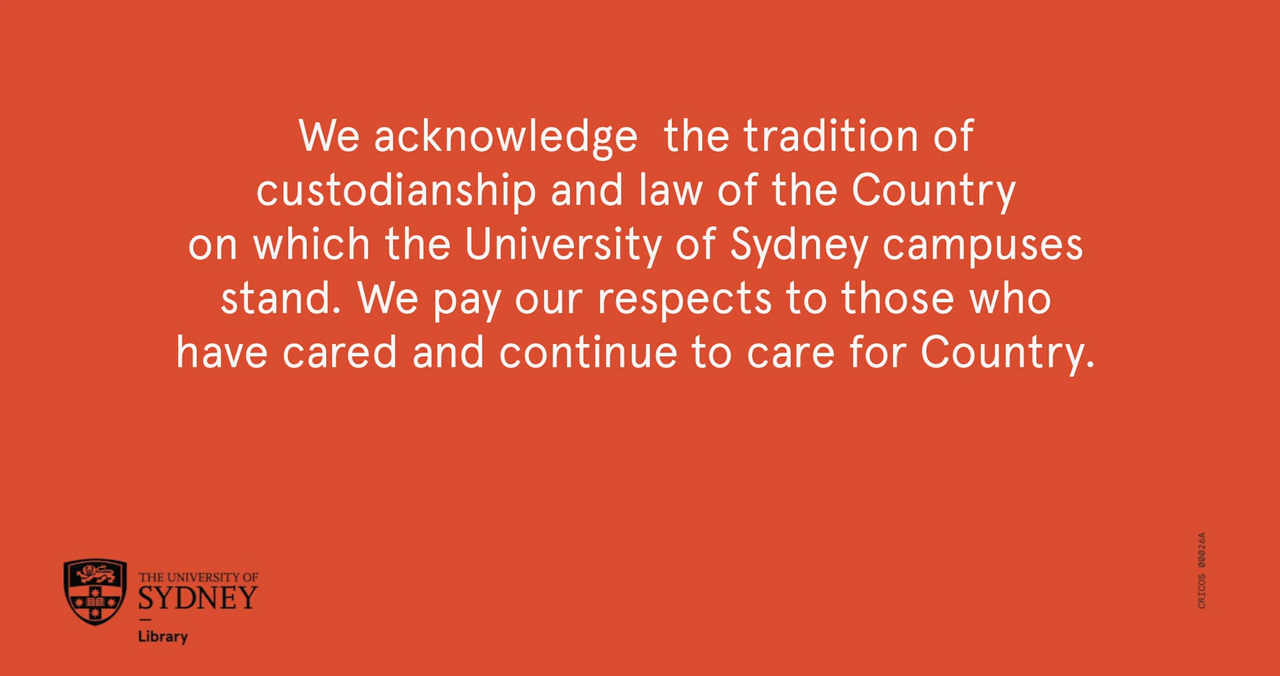 We acknowledge  the tradition of
custodianship and law of the Country
on which the University of Sydney campuses
stand. We pay our respects to those who
have cared and continue to care for Country.
THE UNIVERSITY OF
SYDNEY
Library
CRICOS 00026A